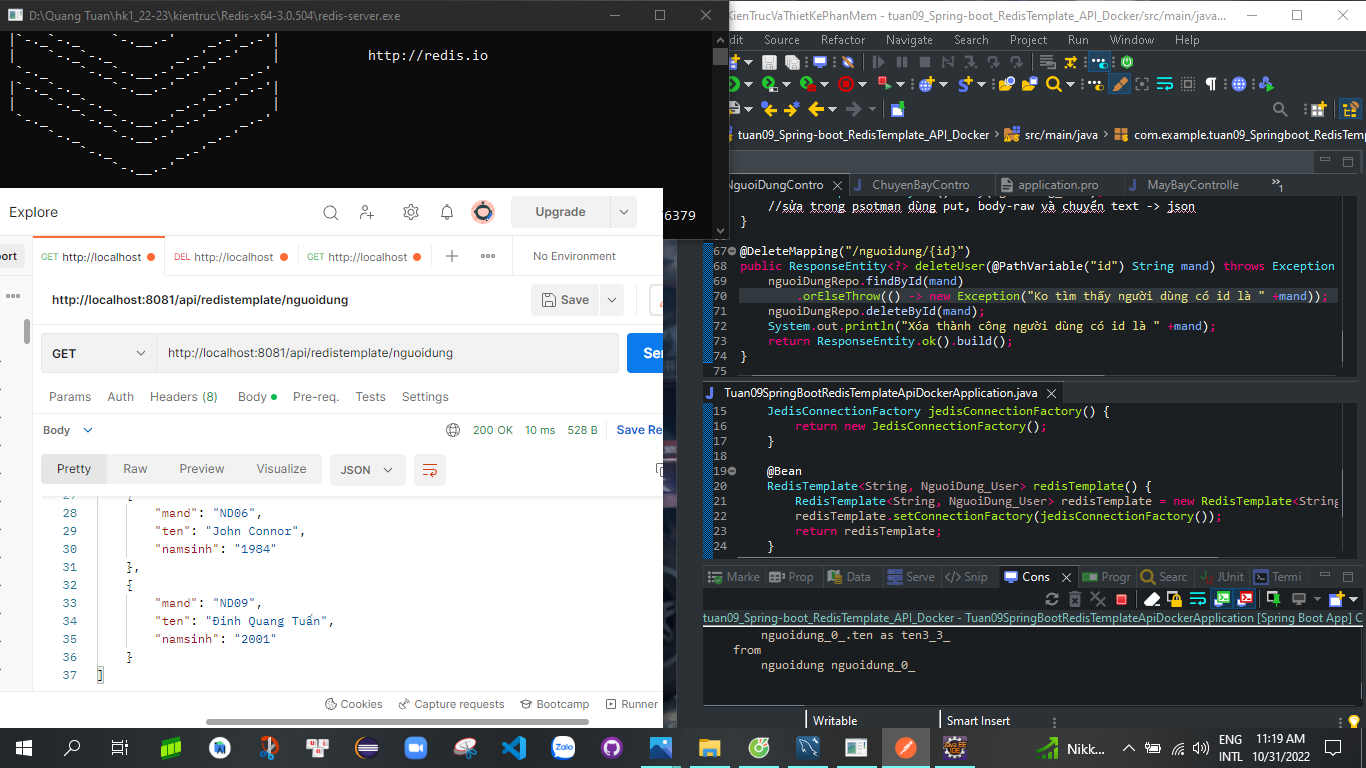 D:\Quang Tuan\hk1_22-23\kientruc\Redis-x64-3.0.504\redis-server.exe
http://redis.io
6379
KienTrucVaThietKePhanMem - tuan09_Spring-boot_RedisTemplate_API_Docker/src/main/java...
dit Source Refactor Navigate Search Project Run Window Help
tuan09_Spring-boot_RedisTemplate_API_Docker
src/main/java
com.example.tuan09_Springboot_RedisTemp
NguoiDungContro
ChuyenBayContro
application.pro
MayBayControlle
»1
//sửa trong psotman dùng put, body-raw và chuyển text -> json
}
67 @DeleteMapping("/nguoidung/{id}")
68 public ResponseEntity<?> deleteUser(@PathVariable("id") String mand) throws Exception
69 nguoiDungRepo.findById(mand)
70 .orElseThrow(() -> new Exception("Ko tìm thấy người dùng có id là " +mand));
71 nguoiDungRepo.deleteById(mand);
72 System.out.println("Xóa thành công người dùng có id là " +mand);
73 return ResponseEntity.ok().build();
74 }
75
Tuan09SpringBootRedisTemplateApiDockerApplication.java
15 JedisConnectionFactory jedisConnectionFactory() {
16 return new JedisConnectionFactory();
17 }
18
19 @Bean
20 RedisTemplate<String, NguoiDung_User> redisTemplate() {
21 RedisTemplate<String, NguoiDung_User> redisTemplate = new RedisTemplate<String
22 redisTemplate.setConnectionFactory(jedisConnectionFactory());
23 return redisTemplate;
24 }
Marke Prop Data Serve Snip Cons Progr Searc JUnit Termi
tuan09_Spring-boot_RedisTemplate_API_Docker - Tuan09SpringBootRedisTemplateApiDockerApplication [Spring Boot App] C
nguoidung_0_.ten as ten3_3_
from
nguoidung nguoidung_0_
Writable
Smart Insert
Explore
Upgrade
port
GET http://localhost
DEL http://localhost
GET http://localhost
No Environment
http://localhost:8081/api/redistemplate/nguoidung
Save
GET
http://localhost:8081/api/redistemplate/nguoidung
Se
Params Auth Headers (8) Body Pre-req. Tests Settings
Body
200 OK 10 ms 528 B Save Re
Pretty Raw Preview Visualize JSON
27 {
28 "mand": "ND06",
29 "ten": "John Connor",
30 "namsinh": "1984"
31 },
32 {
33 "mand": "ND09",
34 "ten": "Đinh Quang Tuấn",
35 "namsinh": "2001"
36 }
37 ]
Cookies Capture requests Bootcamp Runner
Zalo
Nikk...
ENG
INTL
11:19 AM
10/31/2022